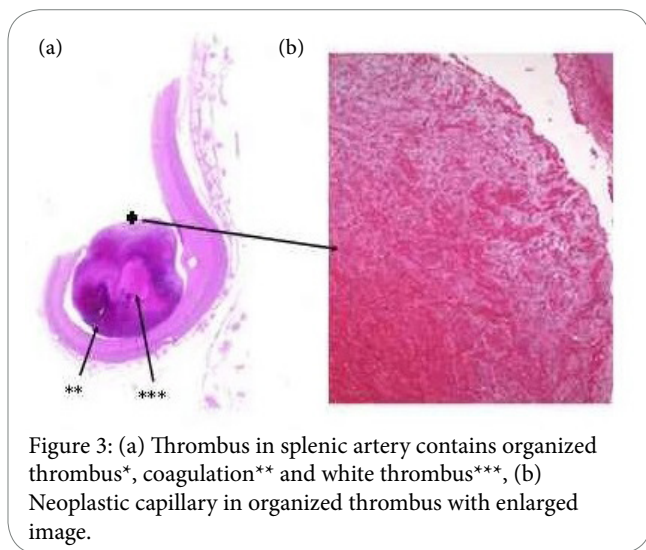 (a)
(b)
**
***
Figure 3: (a) Thrombus in splenic artery contains organized
thrombus*, coagulation** and white thrombus***, (b)
Neoplastic capillary in organized thrombus with enlarged
image.